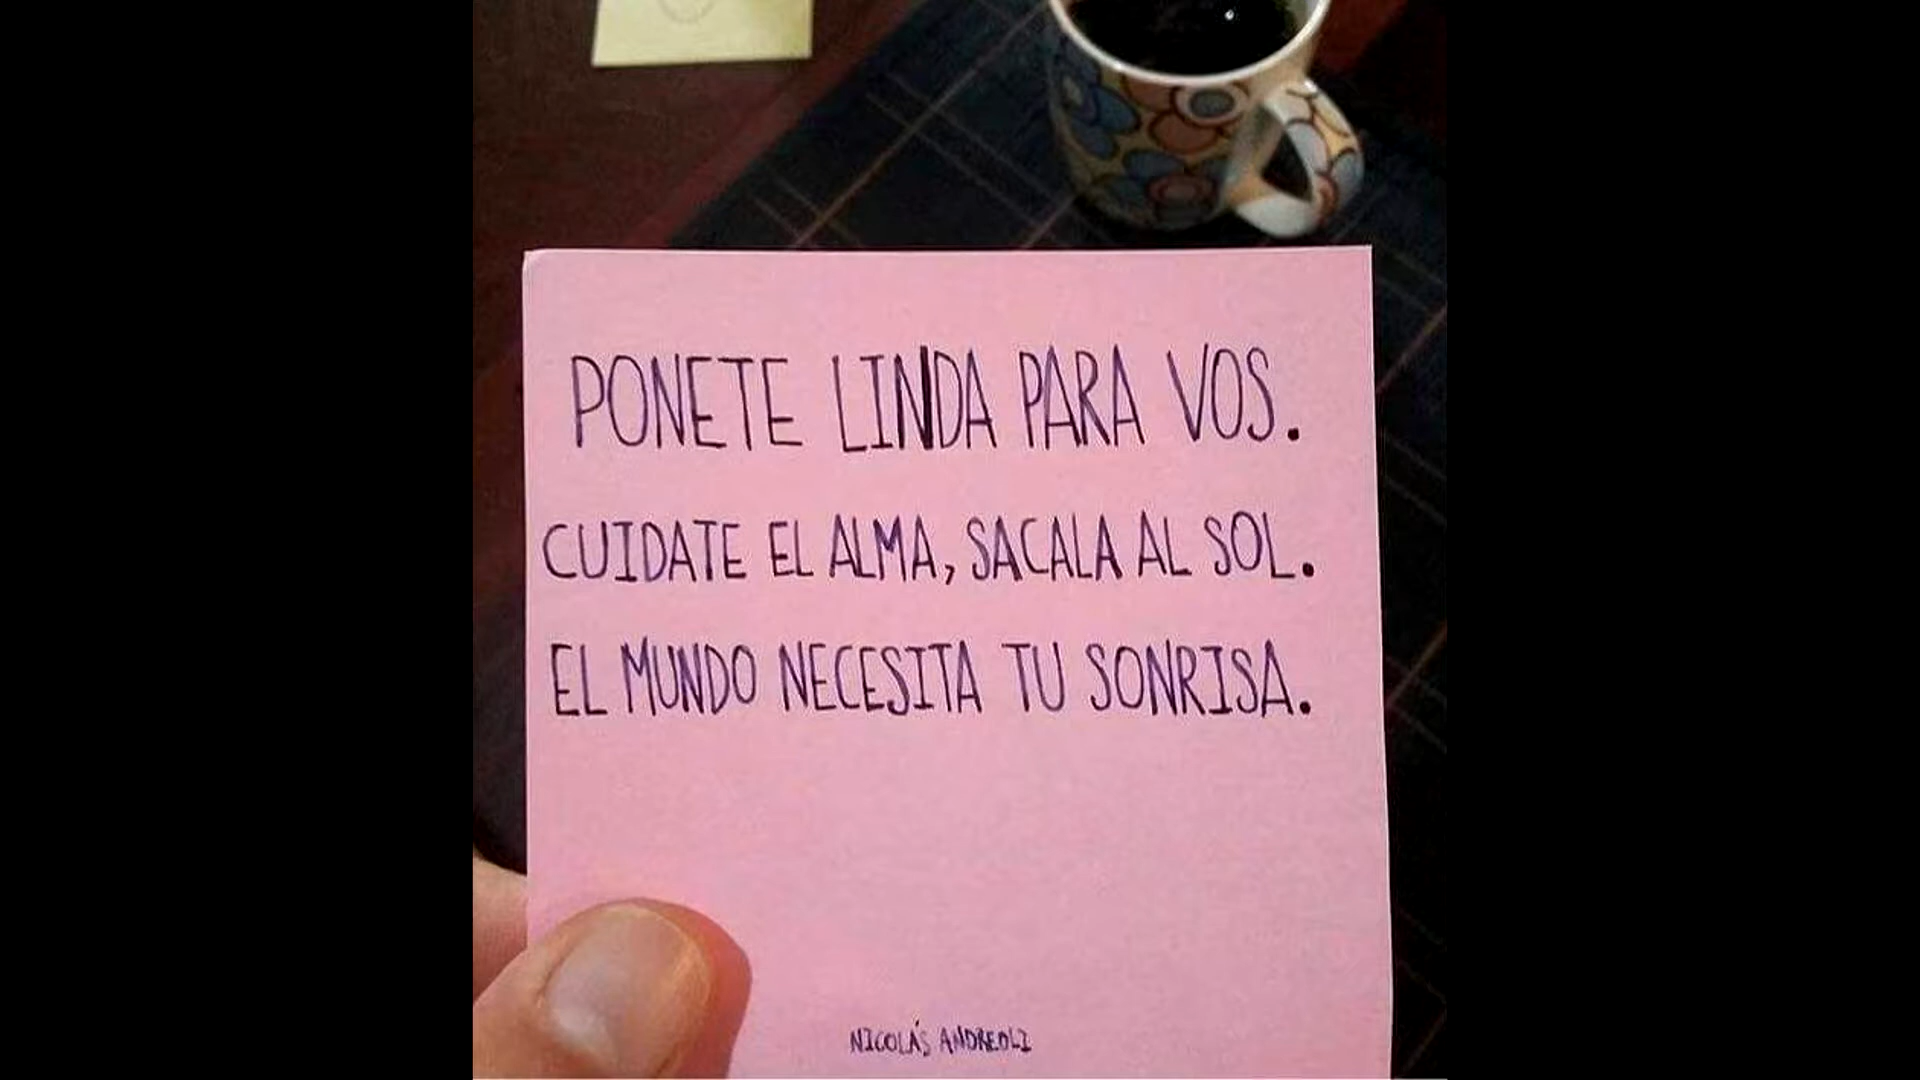 PONETE LINDA PARA VOS.
CUIDATE EL ALMA, SACALA AL SOL.
EL MUNDO NECESITA TU SONRISA.
NICOLÁS ANDREOLI